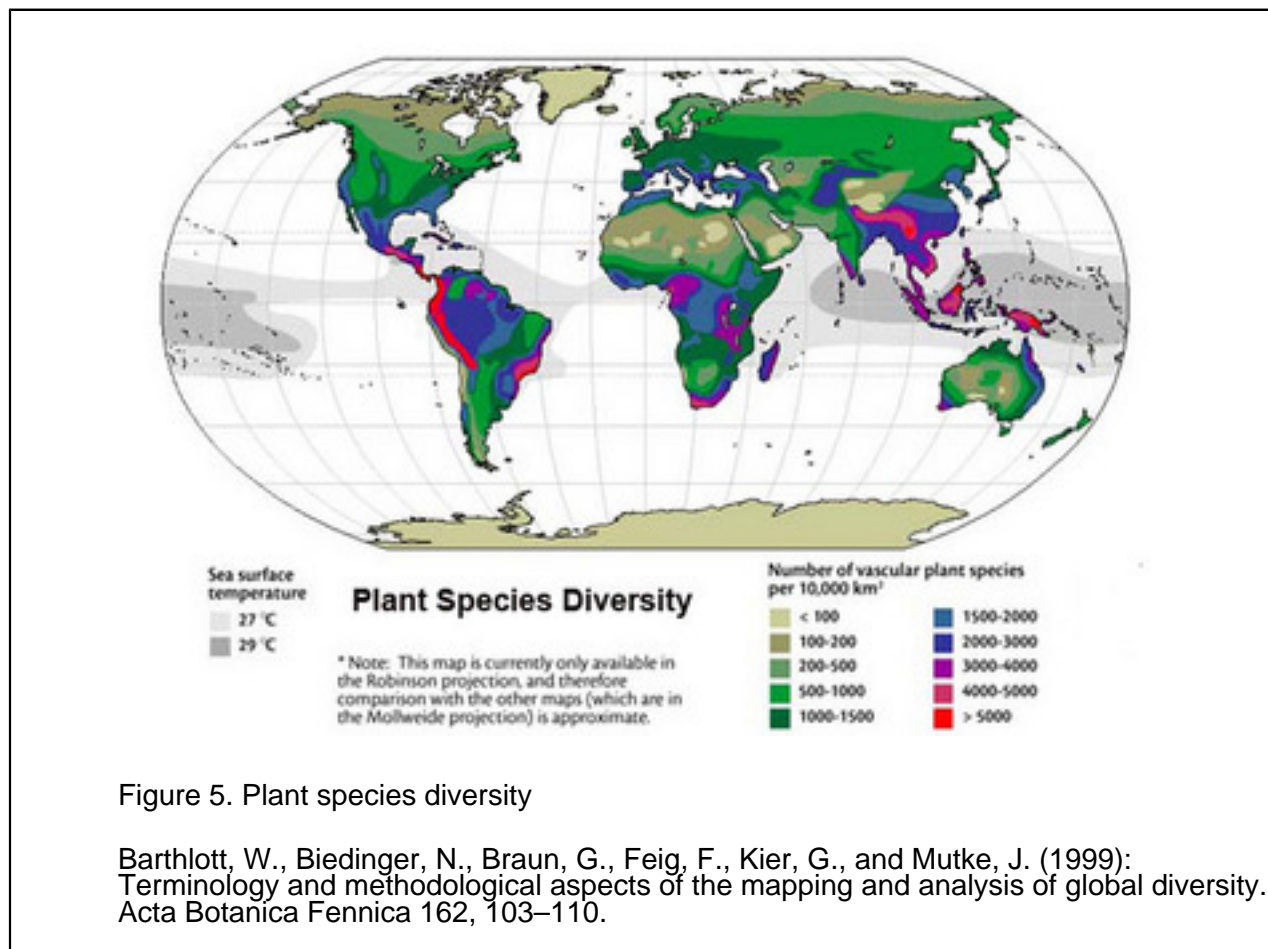 Sea surface
temperature
27 °C
29 °C
Plant Species Diversity
* Note: This map is currently only available in
the Robinson projection, and therefore
comparison with the other maps (which are in
the Mollweide projection) is approximate.
Number of vascular plant species
per 10,000 km²
< 100
100-200
200-500
500-1000
1000-1500
1500-2000
2000-3000
3000-4000
4000-5000
> 5000
Figure 5. Plant species diversity
Barthlott, W., Biedinger, N., Braun, G., Feig, F., Kier, G., and Mutke, J. (1999):
Terminology and methodological aspects of the mapping and analysis of global diversity.
Acta Botanica Fennica 162, 103–110.